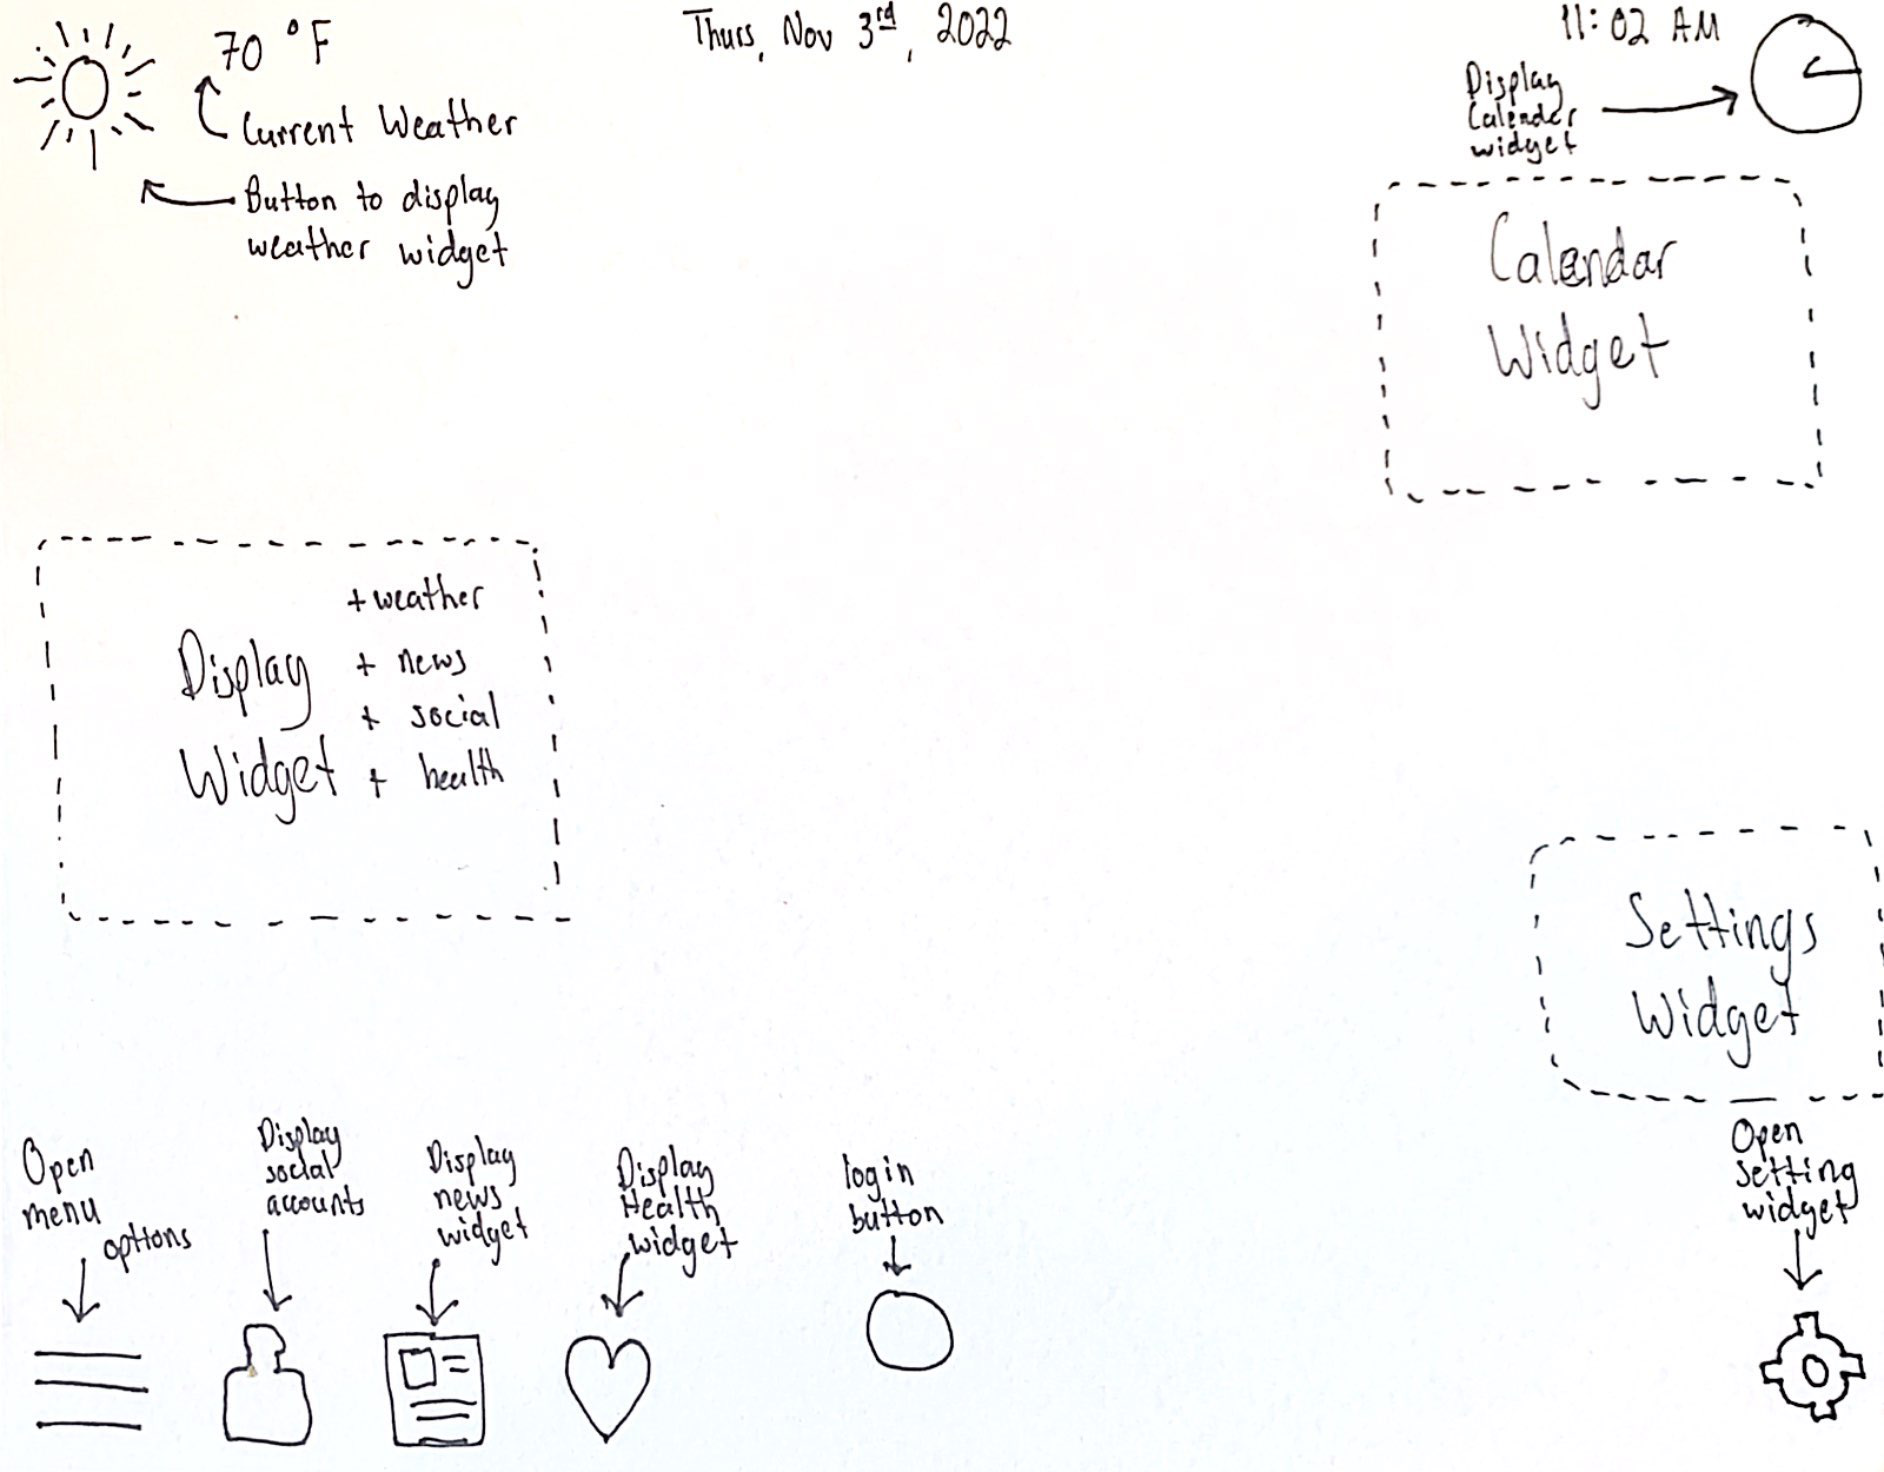 70 °F
Current Weather
Button to display
weather widget
Thurs, Nov 3rd, 2022
11:02 AM
Display
Calender
widget
Calendar
Widget
+ weather
Display + news
+ social
Widget + health
Settings
Widget
Open
menu
options
Display
social
accounts
Display
news
widget
Display
Health
widget
login
button
Open
setting
widget